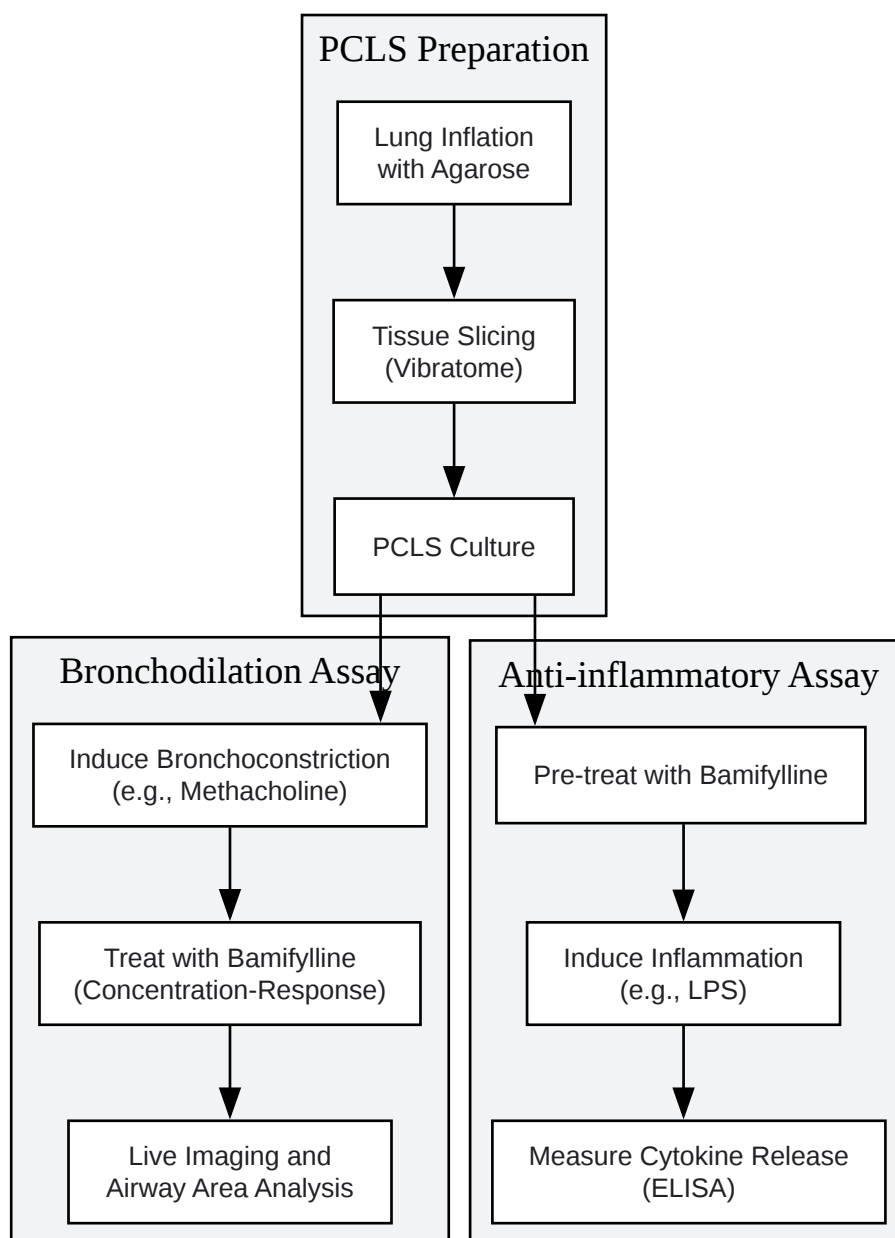 PCLS Preparation
Lung Inflation
with Agarose
Tissue Slicing
(Vibratome)
PCLS Culture
Bronchodilation Assay
Induce Bronchoconstriction
(e.g., Methacholine)
Treat with Bamifylline
(Concentration-Response)
Live Imaging and
Airway Area Analysis
Anti-inflammatory Assay
Pre-treat with Bamifylline
Induce Inflammation
(e.g., LPS)
Measure Cytokine Release
(ELISA)